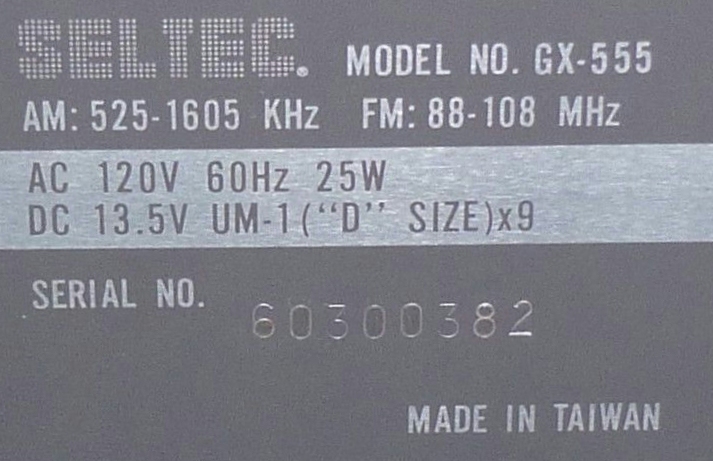 SELTEC. MODEL NO. GX-555
AM: 525-1605 KHz FM: 88-108 MHz
AC 120V 60Hz 25W
DC 13.5V UM-1 (“D” SIZE)x9
SERIAL NO. 60300382
MADE IN TAIWAN